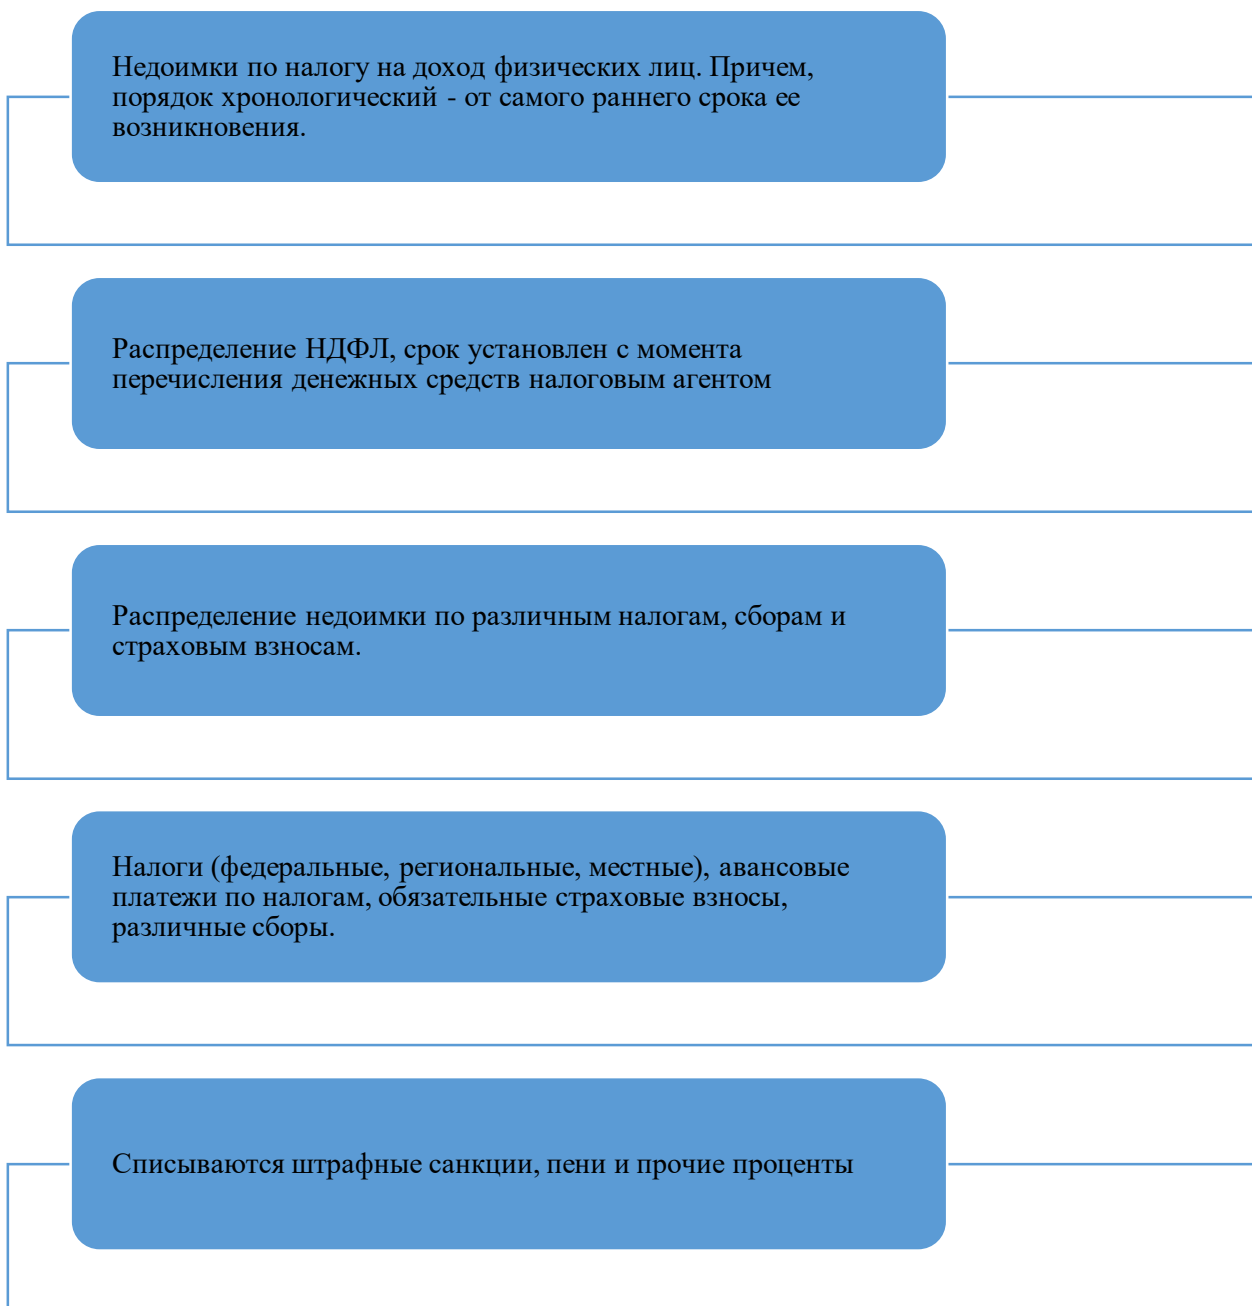 Недоимки по налогу на доход физических лиц. Причем,
порядок хронологический - от самого раннего срока ее
возникновения.
Распределение НДФЛ, срок установлен с момента
перечисления денежных средств налоговым агентом
Распределение недоимки по различным налогам, сборам и
страховым взносам.
Налоги (федеральные, региональные, местные), авансовые
платежи по налогам, обязательные страховые взносы,
различные сборы.
Списываются штрафные санкции, пени и прочие проценты